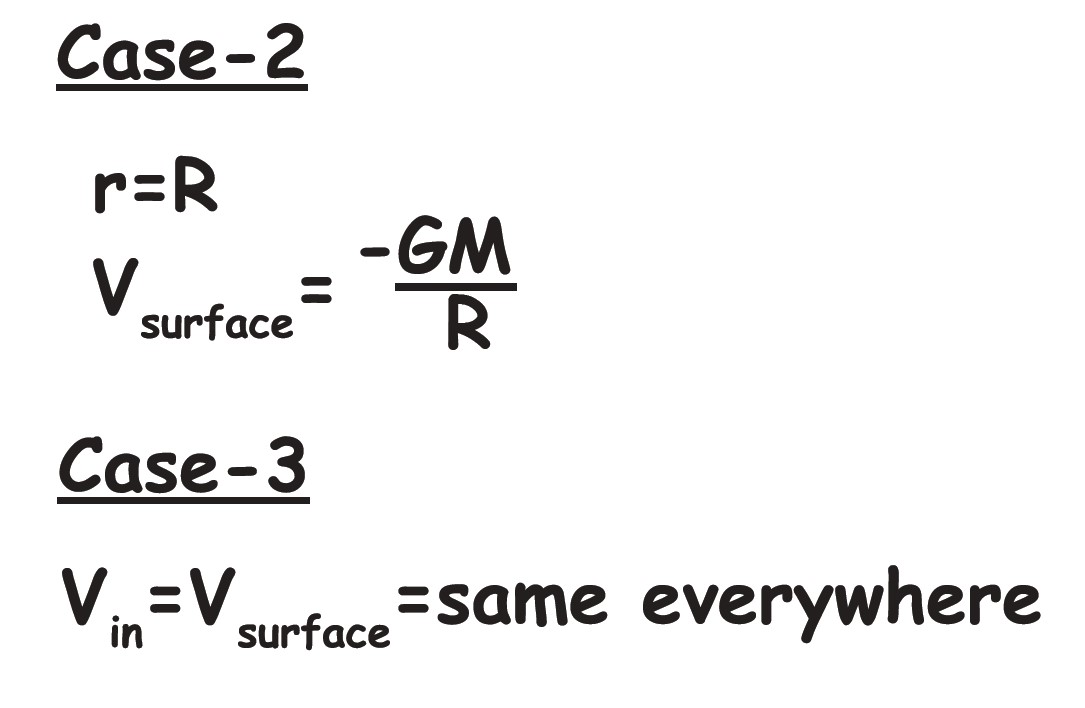 Case-2
r=R
V_surface = -GM/R
Case-3
V_in=V_surface=same everywhere